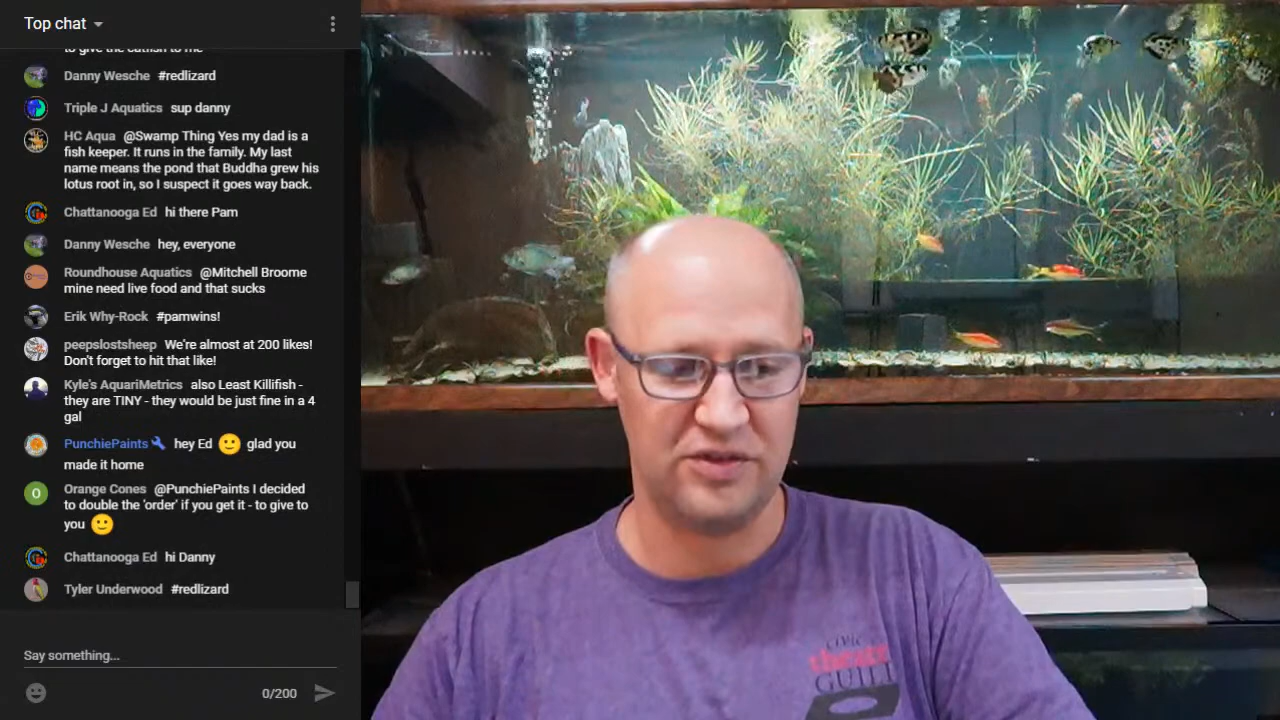 Top chat
to give the catfish to me
Danny Wesche #redlizard
Triple J Aquatics sup danny
HC Aqua @Swamp Thing Yes my dad is a
fish keeper. It runs in the family. My last
name means the pond that Buddha grew his
lotus root in, so I suspect it goes way back.
Chattanooga Ed hi there Pam
Danny Wesche hey, everyone
Roundhouse Aquatics @Mitchell Broome
mine need live food and that sucks
Erik Why-Rock #pamwins!
peepslostsheep We're almost at 200 likes!
Don't forget to hit that like!
Kyle's AquariMetrics also Least Killifish -
they are TINY - they would be just fine in a 4
gal
PunchiePaints hey Ed 🙂 glad you
made it home
O
Orange Cones @PunchiePaints I decided
to double the 'order' if you get it - to give to
you 🙂
Chattanooga Ed hi Danny
Tyler Underwood #redlizard
Say something...
0/200
CIVIC
theatre
GUILD